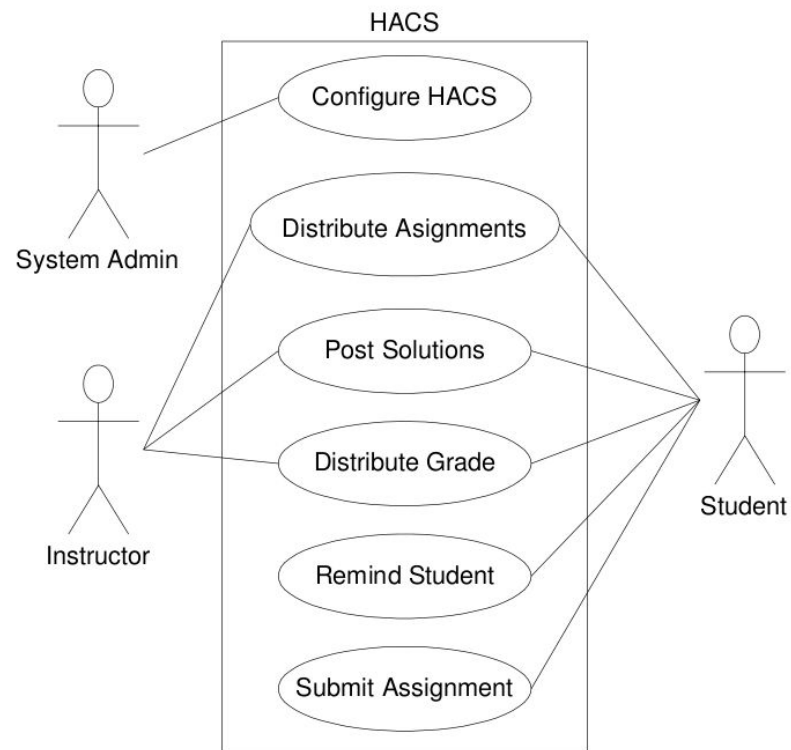 HACS
Configure HACS
System Admin
Distribute Asignments
Post Solutions
Distribute Grade
Student
Instructor
Remind Student
Submit Assignment